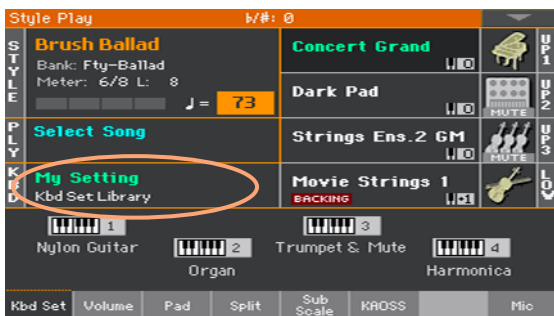 Style Play
♭/#: 0
STYLE
Brush Ballad
Bank: Fty-Ballad
Meter: 6/8 L: 8
♩ = 73
Concert Grand
UP1
Dark Pad
MUTE
UP2
PLY
Select Song
Strings Ens.2 GM
MUTE
UP3
KBD
My Setting
Kbd Set Library
Movie Strings 1
BACKING
+1
LOW
1
Nylon Guitar
2
Organ
3
Trumpet & Mute
4
Harmonica
Kbd Set
Volume
Pad
Split
Sub
Scale
KAOSS
Mic